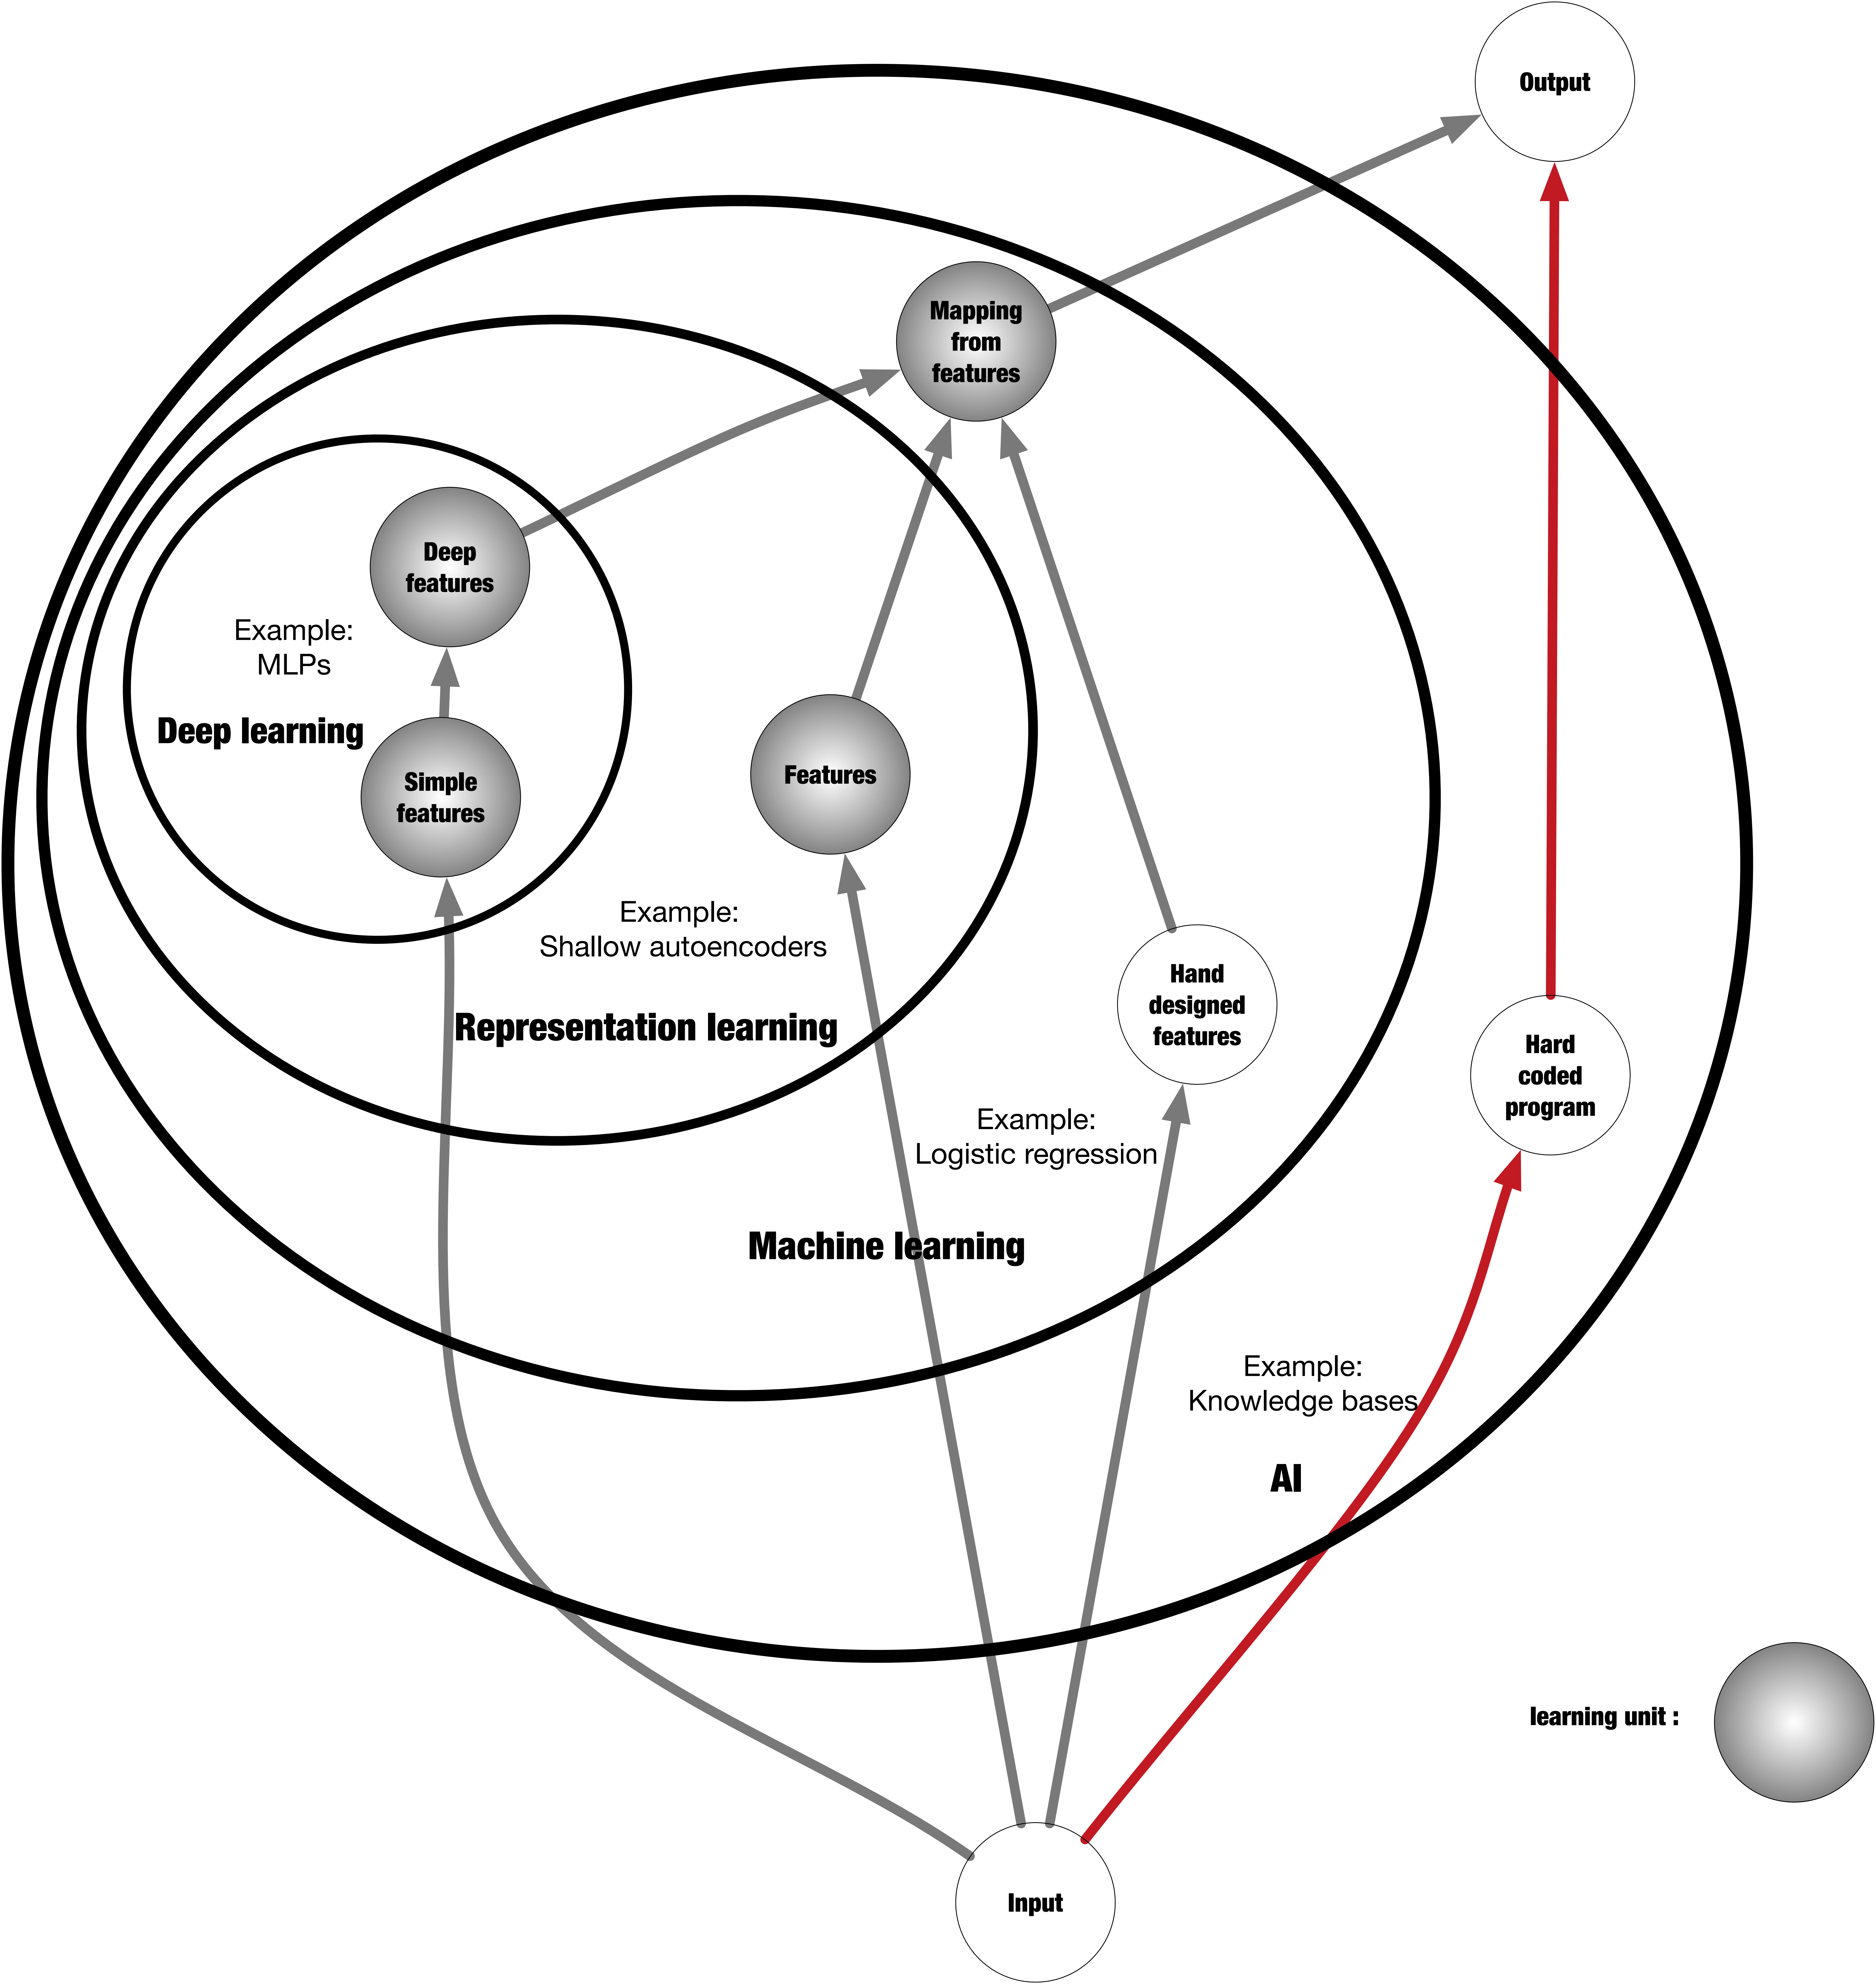 Output
Mapping
from
features
Deep
features
Example:
MLPs
Deep learning
Simple
features
Features
Example:
Shallow autoencoders
Representation learning
Hand
designed
features
Hard
coded
program
Example:
Logistic regression
Machine learning
Example:
Knowledge bases
AI
learning unit :
Input